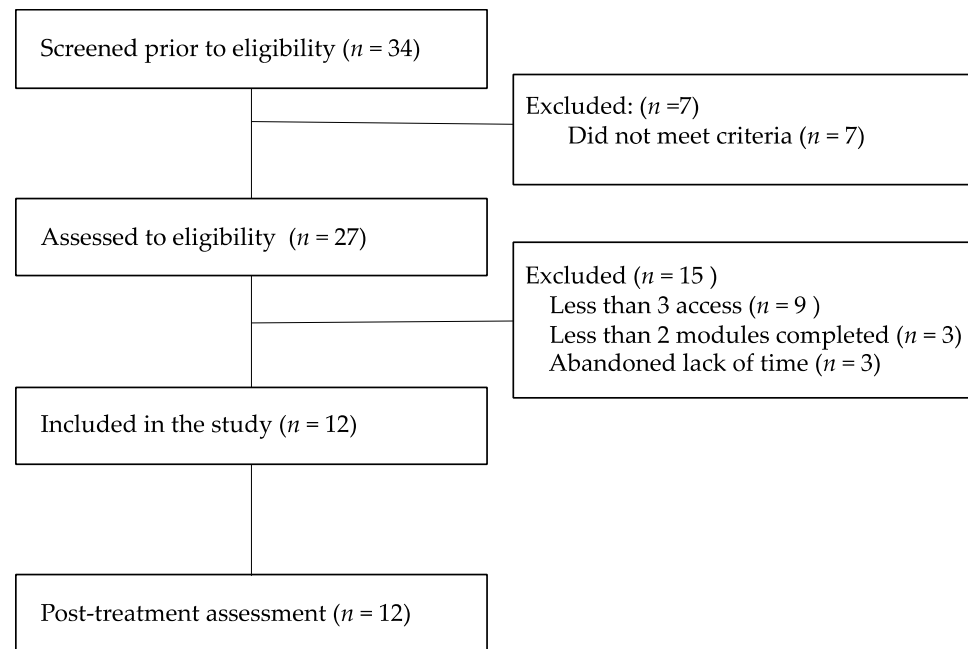 Screened prior to eligibility (n = 34)
Excluded: (n =7)
Did not meet criteria (n = 7)
Assessed to eligibility  (n = 27)
Excluded (n = 15 )
Less than 3 access (n = 9 )
Less than 2 modules completed (n = 3)
Abandoned lack of time (n = 3)
Included in the study (n = 12)
Post-treatment assessment (n = 12)